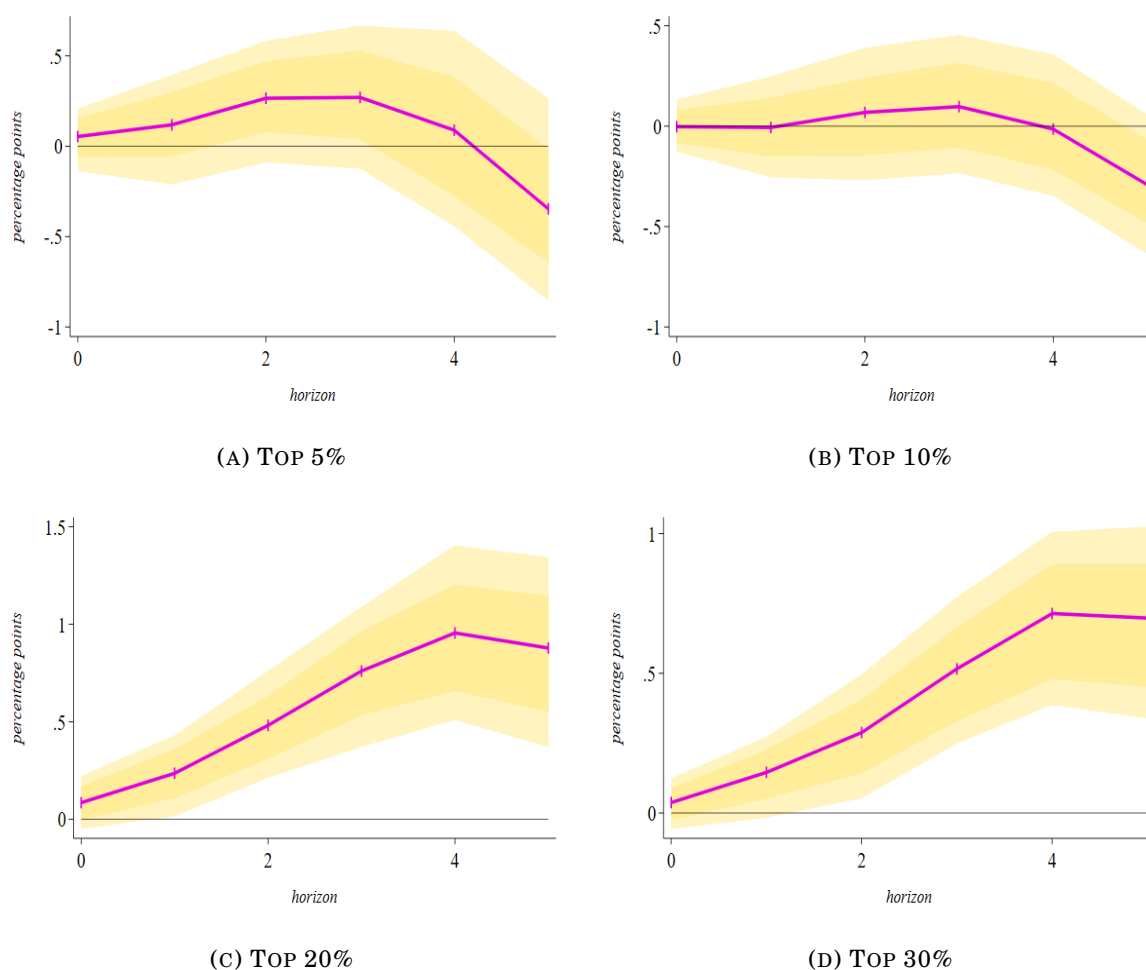 .5
0
-.5
-1
percentage points
0 2 4
horizon
(A) TOP 5%
.5
0
-.5
-1
percentage points
0 2 4
horizon
(B) TOP 10%
1.5
1
.5
0
percentage points
0 2 4
horizon
(C) TOP 20%
1
.5
0
percentage points
0 2 4
horizon
(D) TOP 30%